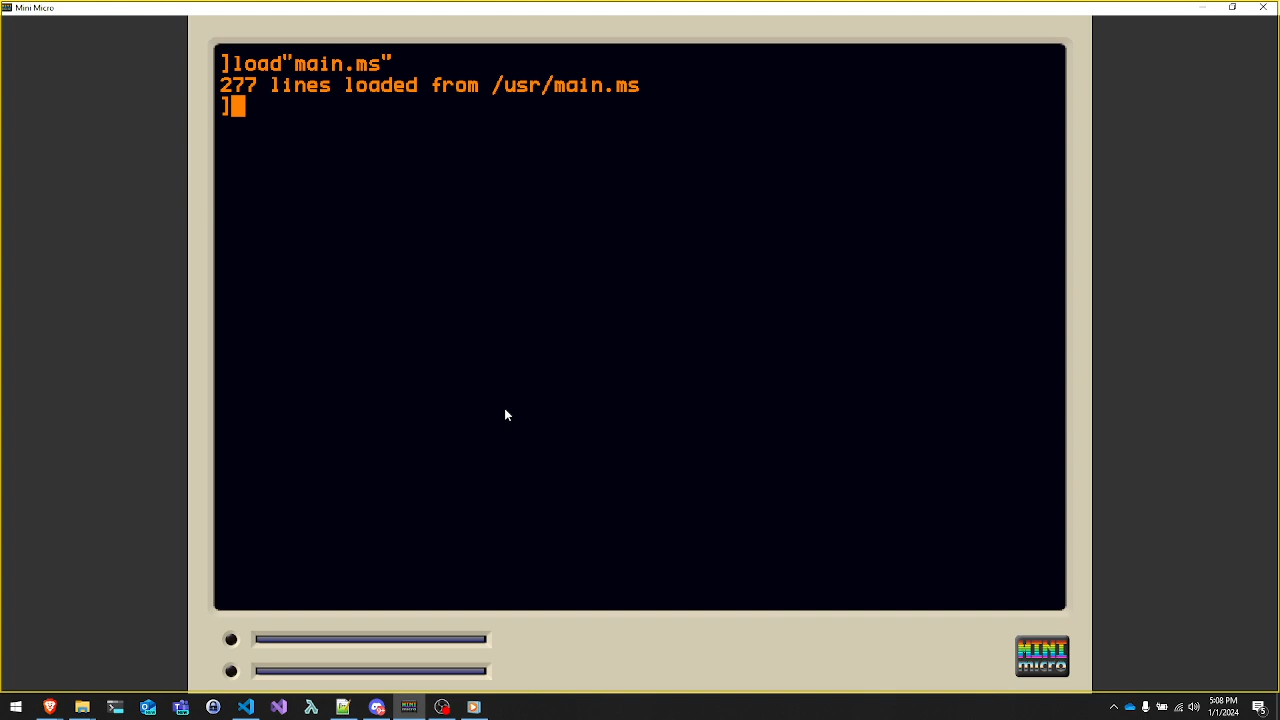 Mini Micro
]load"main.ms"
277 lines loaded from /usr/main.ms
]
MINI
micro
5:08 PM
1/1/2024